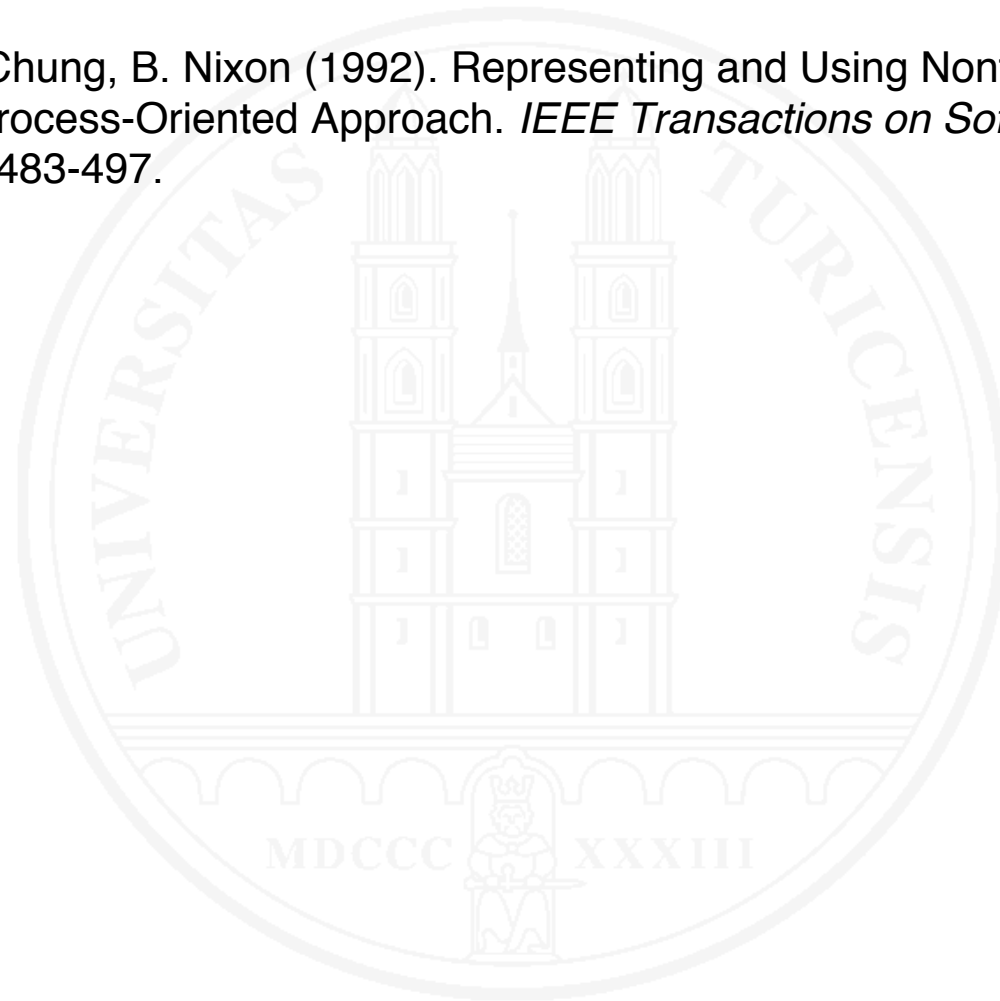 Chung, B. Nixon (1992). Representing and Using Non
rocess-Oriented Approach. IEEE Transactions on Sof
483-497.
UNIVERSITAS TURICENSIS
MDCCC XXXIII